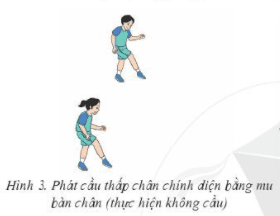 Hình 3. Phát cầu thấp chân chính diện bằng mu
bàn chân (thực hiện không cầu)